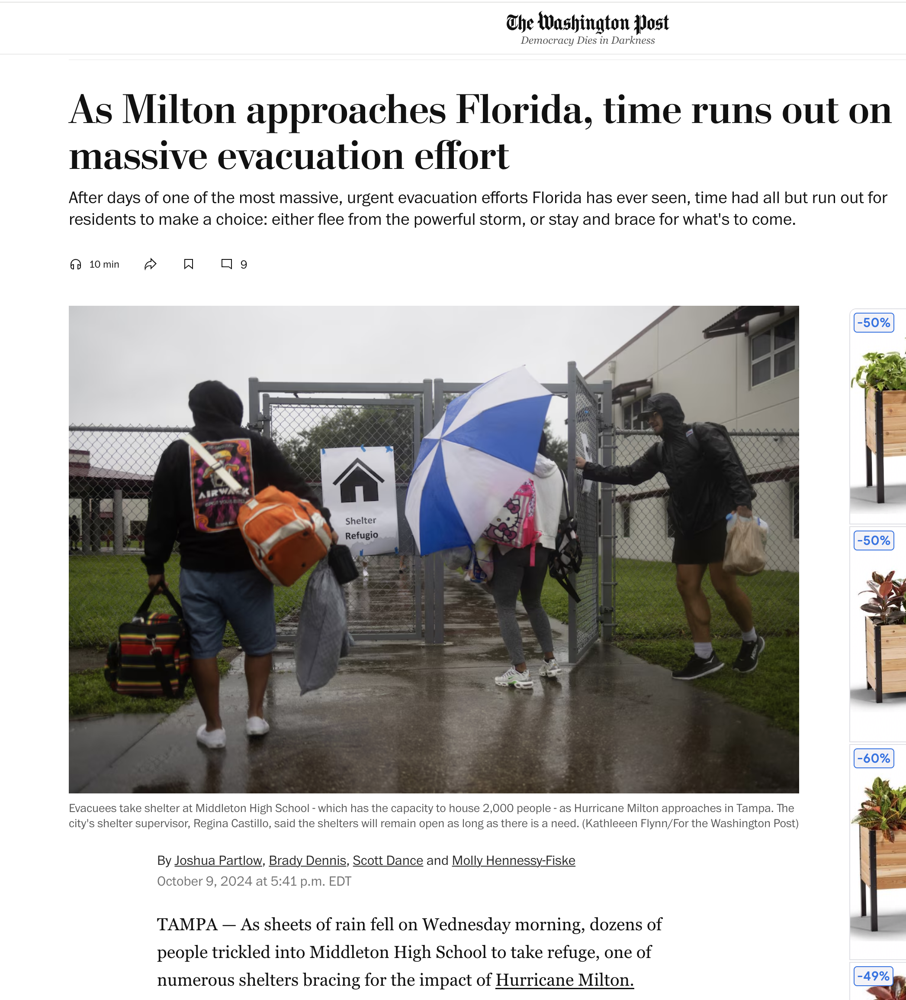 The Washington Post
Democracy Dies in Darkness
As Milton approaches Florida, time runs out on
massive evacuation effort
After days of one of the most massive, urgent evacuation efforts Florida has ever seen, time had all but run out for
residents to make a choice: either flee from the powerful storm, or stay and brace for what's to come.
10 min
9
-50%
AIRWALK
Shelter
Refugio
-50%
-60%
Evacuees take shelter at Middleton High School - which has the capacity to house 2,000 people - as Hurricane Milton approaches in Tampa. The
city's shelter supervisor, Regina Castillo, said the shelters will remain open as long as there is a need. (Kathleeen Flynn/For the Washington Post)
By Joshua Partlow, Brady Dennis, Scott Dance and Molly Hennessy-Fiske
October 9, 2024 at 5:41 p.m. EDT
TAMPA — As sheets of rain fell on Wednesday morning, dozens of
people trickled into Middleton High School to take refuge, one of
numerous shelters bracing for the impact of Hurricane Milton.
-49%